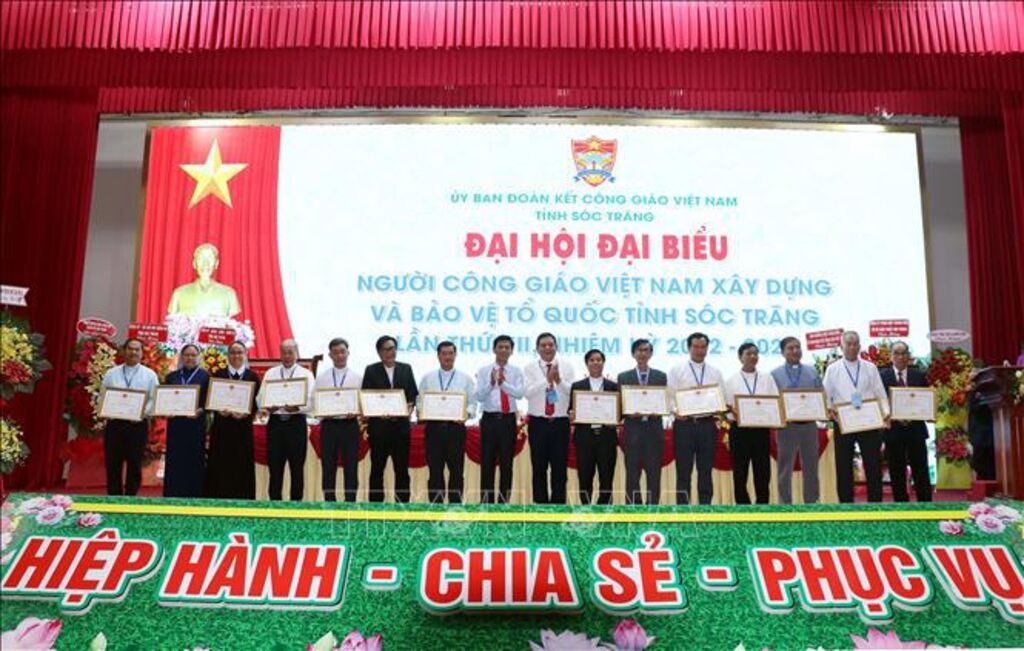 ỦY BAN ĐOÀN KẾT CÔNG GIÁO VIỆT NAM
TỈNH SÓC TRĂNG
ĐẠI HỘI ĐẠI BIỂU
NGƯỜI CÔNG GIÁO VIỆT NAM XÂY DỰNG
VÀ BẢO VỆ TỔ QUỐC TỈNH SÓC TRĂNG
LẦN THỨ NHIỆM KỲ
HIỆP HÀNH - CHIA SẺ - PHỤC VỤ